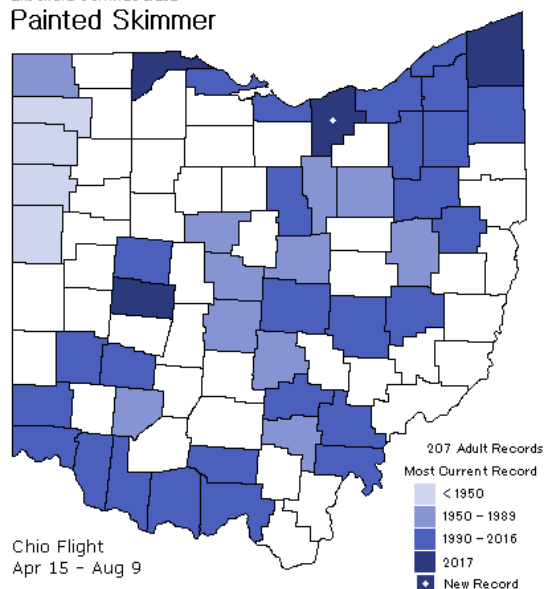 Painted Skimmer
207 Adult Records
Most Current Record
< 1950
1950 - 1989
1990 - 2016
2017
New Record
Chio Flight
Apr 15 - Aug 9